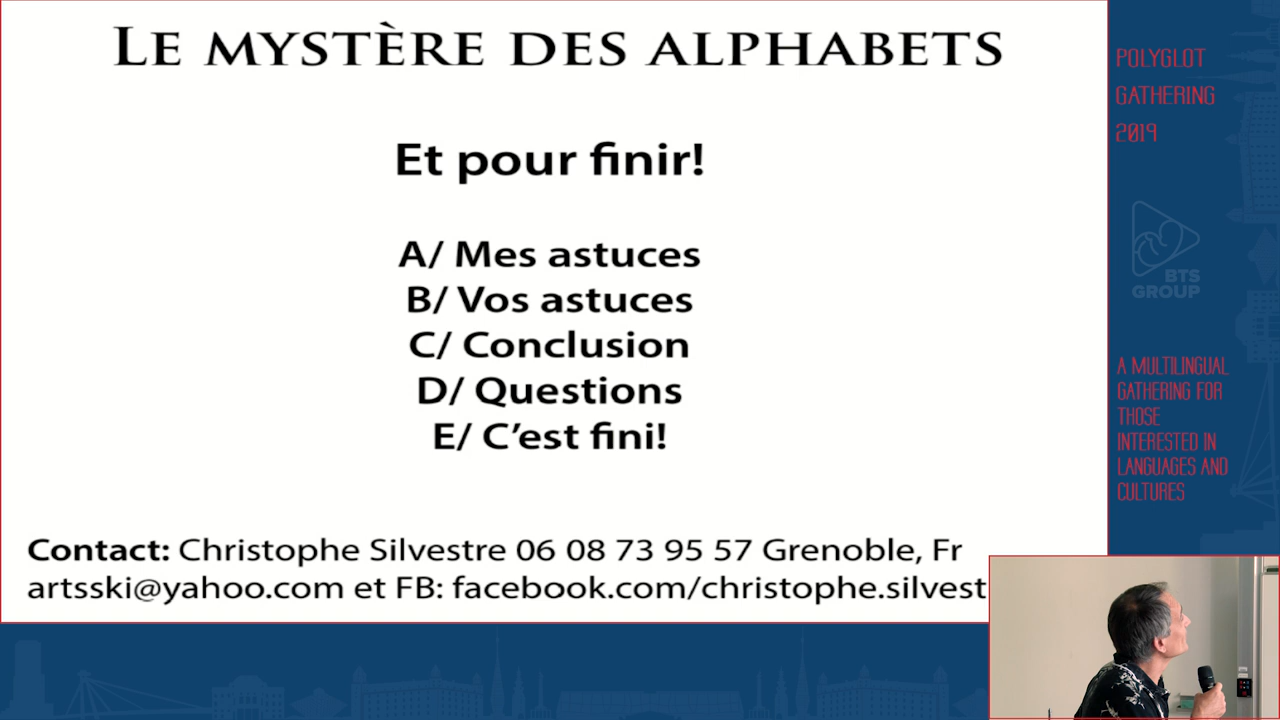 LE MYSTÈRE DES ALPHABETS
Et pour finir!
A/ Mes astuces
B/ Vos astuces
C/ Conclusion
D/ Questions
E/ C’est fini!
Contact: Christophe Silvestre 06 08 73 95 57 Grenoble, Fr
artsski@yahoo.com et FB: facebook.com/christophe.silvest
POLYGLOT
GATHERING
2019
BTS
GROUP
A MULTILINGUAL
GATHERING FOR
THOSE
INTERESTED IN
LANGUAGES AND
CULTURES